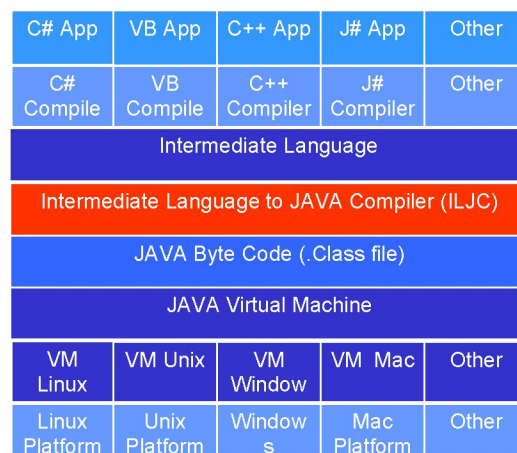 C# App VB App C++ App J# App Other
C# Compile VB Compile C++ Compiler J# Compiler Other
Intermediate Language
Intermediate Language to JAVA Compiler (ILJC)
JAVA Byte Code (.Class file)
JAVA Virtual Machine
VM Linux VM Unix VM Window VM Mac Other
Linux Platform Unix Platform Window s Mac Platform Other